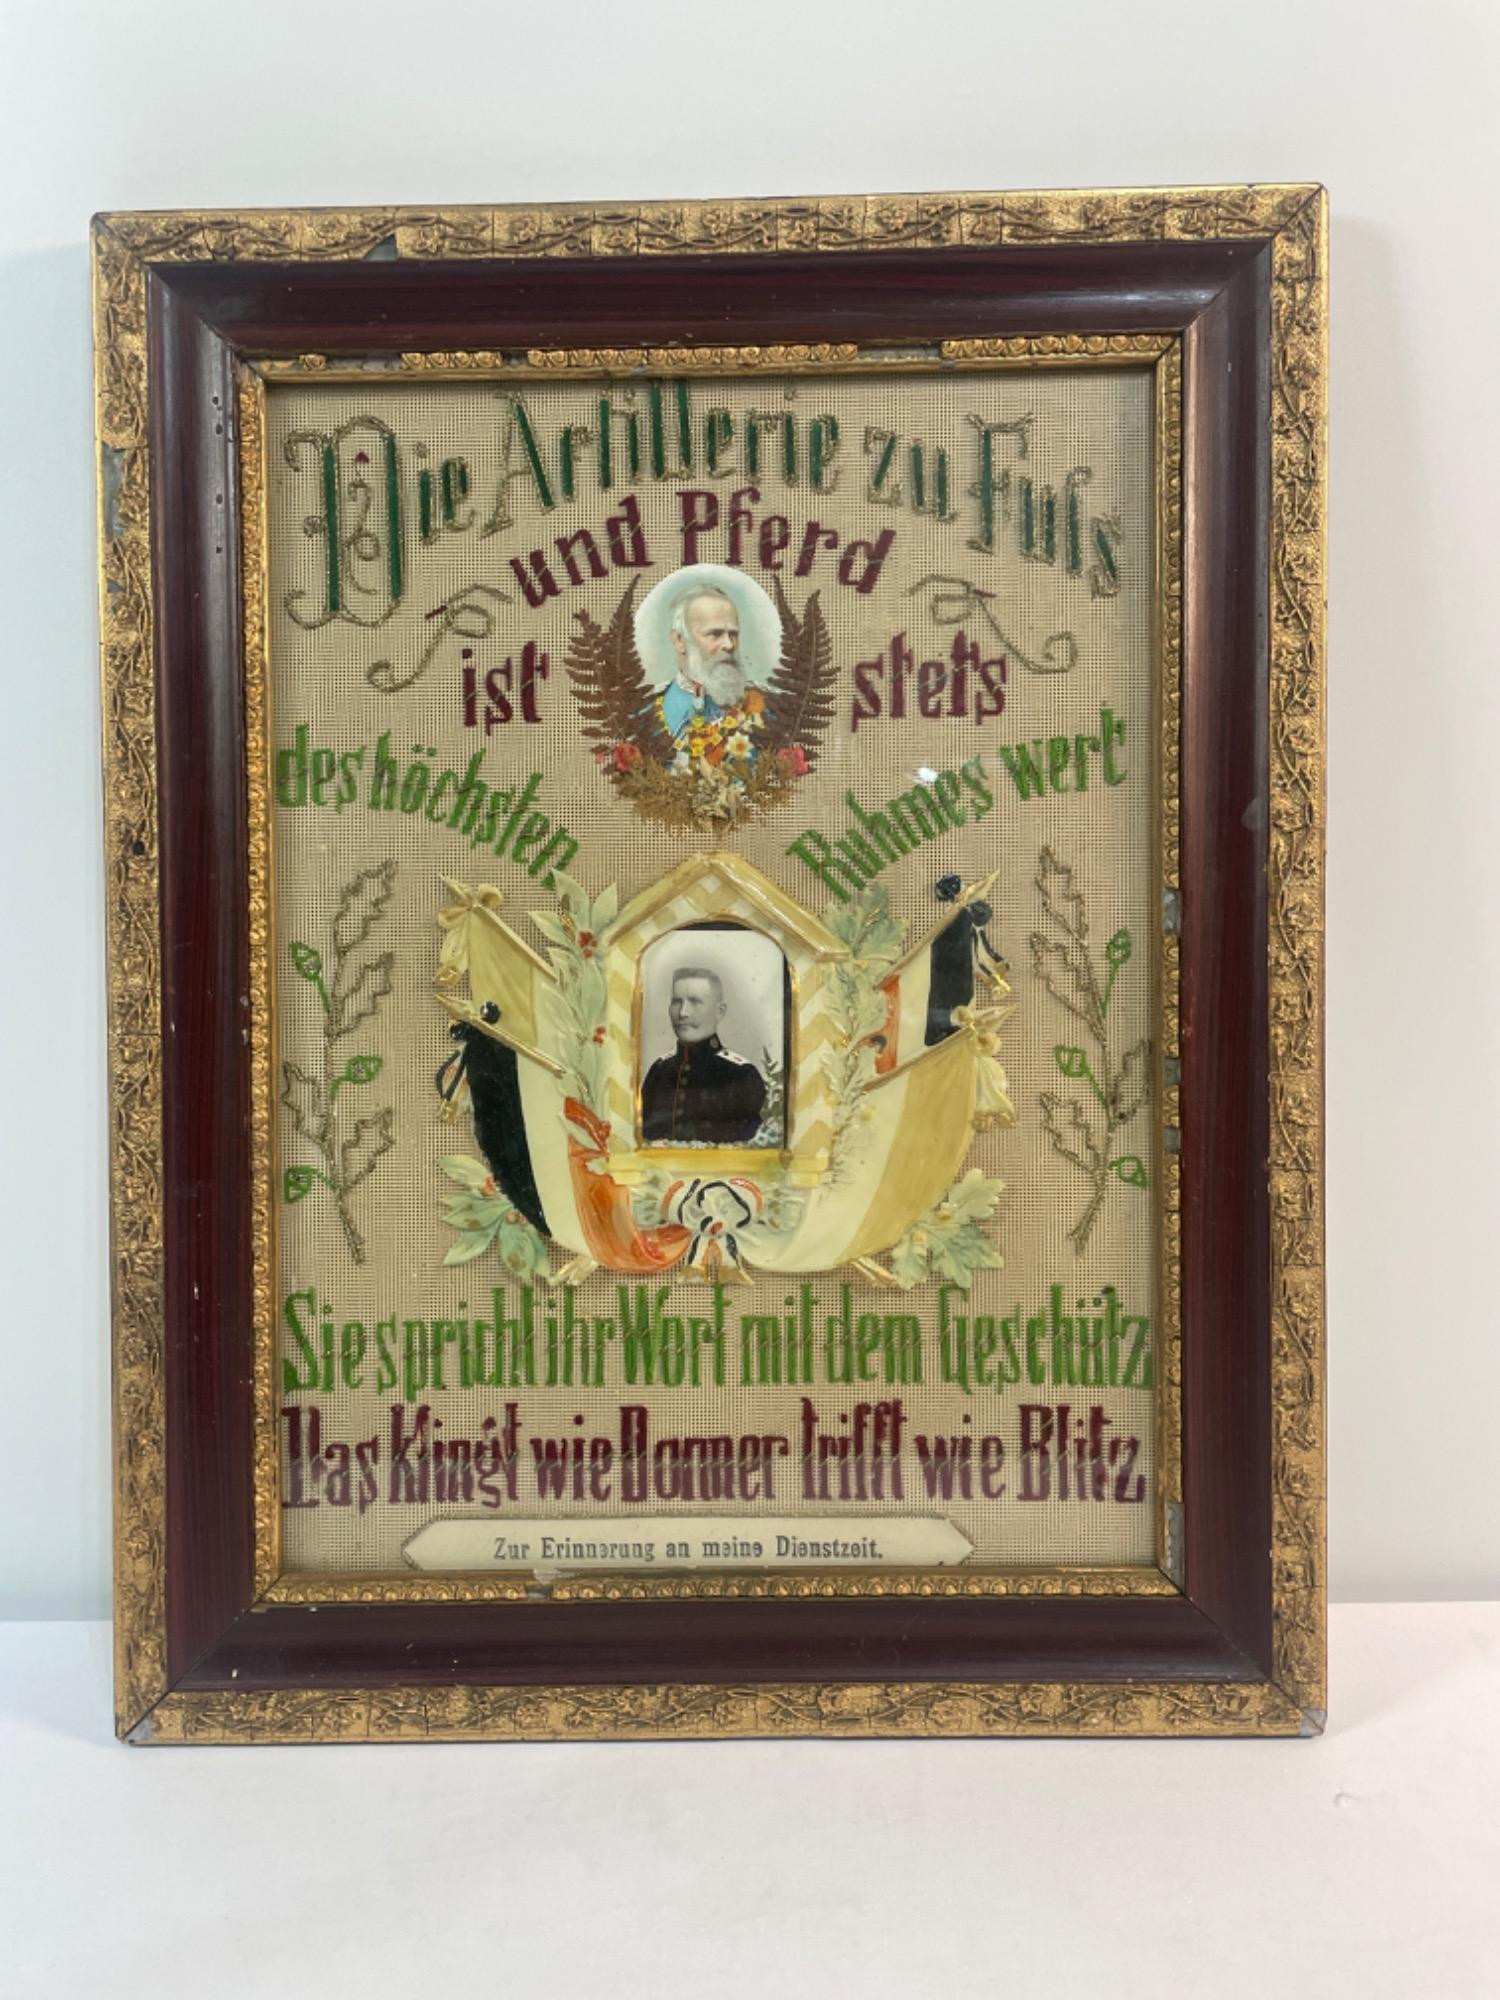 Die Artillerie zu Fuſs
und Pferd
ist stets
des höchsten Ruhmes wert
Sie spricht ihr Wort mit dem Geschütz
Das Klingt wie Donner trifft wie Blitz
Zur Erinnerung an meine Dienstzeit.